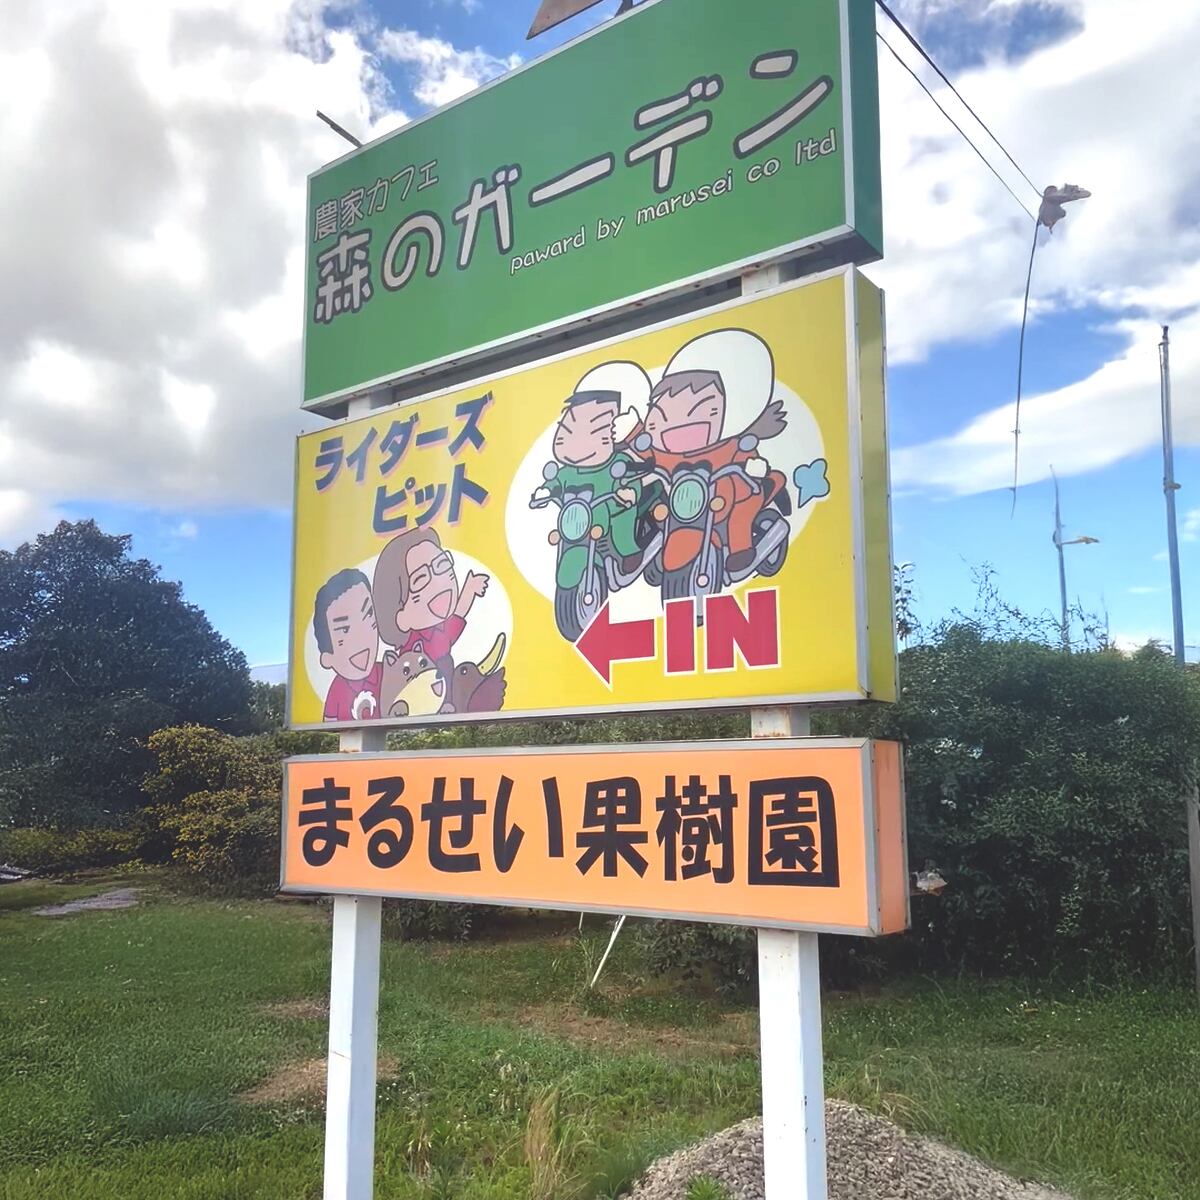 農家カフェ
森のガーデン
paward by marusei co ltd
ライダーズ
ピット
←IN
まるせい果樹園